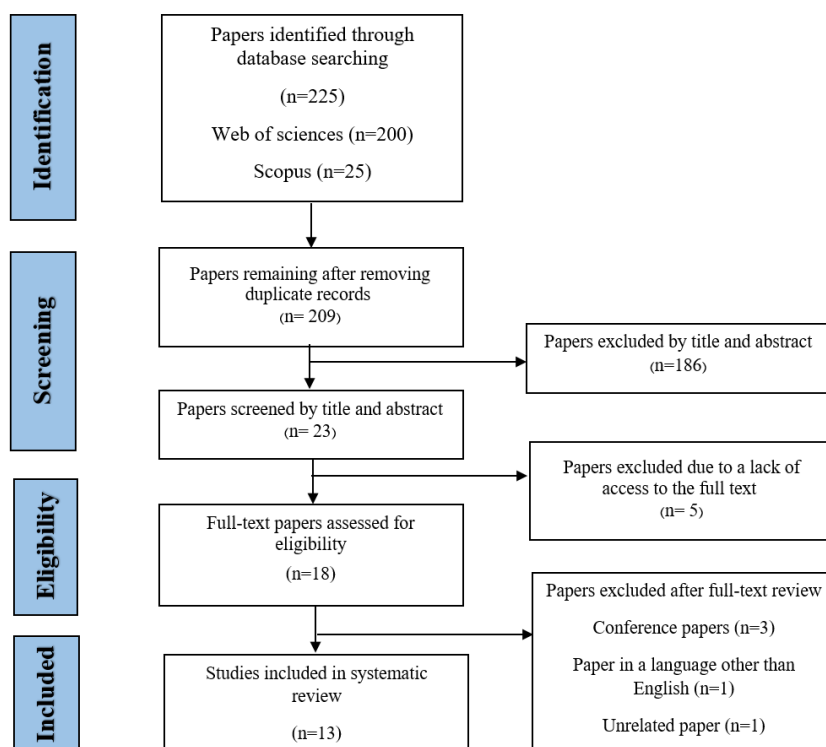 Identification
Papers identified through
database searching
(n=225)
Web of sciences (n=200)
Scopus (n=25)
Screening
Papers remaining after removing
duplicate records
(n= 209)
Papers excluded by title and abstract
(n=186)
Papers screened by title and abstract
(n= 23)
Papers excluded due to a lack of
access to the full text
(n= 5)
Eligibility
Full-text papers assessed for
eligibility
(n=18)
Papers excluded after full-text review
Conference papers (n=3)
Paper in a language other than
English (n=1)
Unrelated paper (n=1)
Included
Studies included in systematic
review
(n=13)